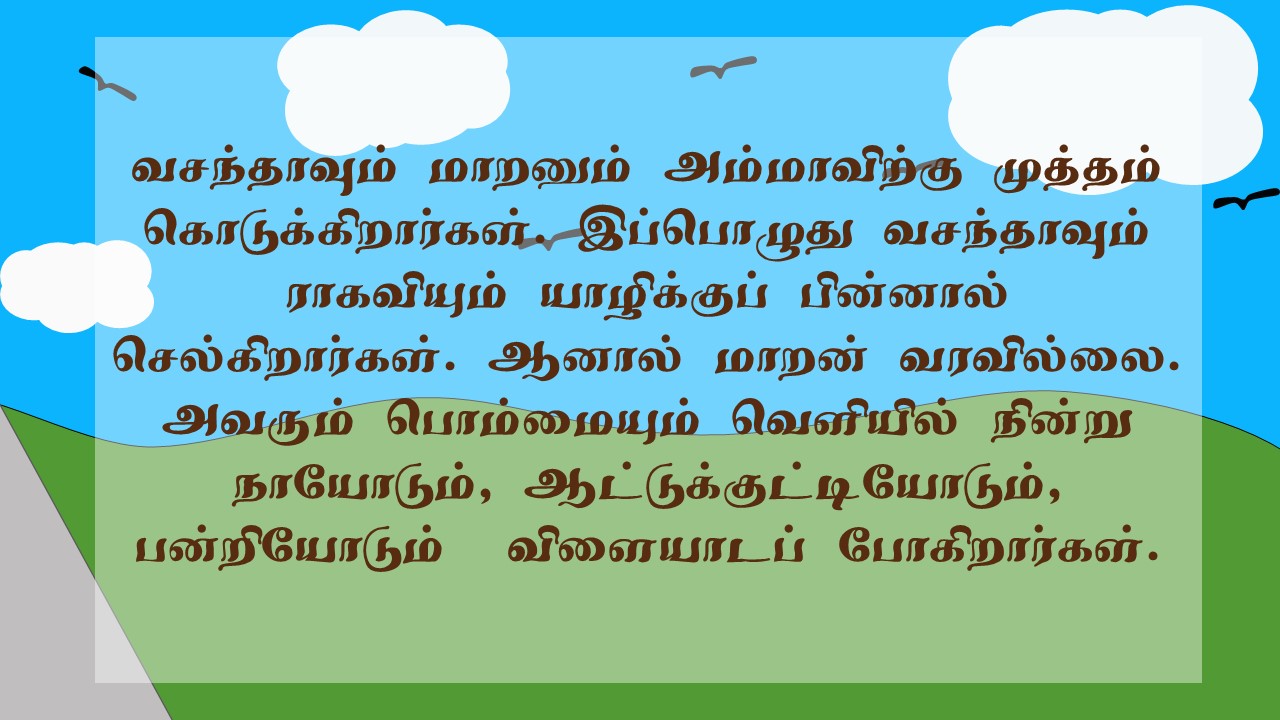 வசந்தாவும் மாறனும் அம்மாவிற்கு முத்தம்
கொடுக்கிறார்கள். இப்பொழுது வசந்தாவும்
ராகவியும் யாழிக்குப் பின்னால்
செல்கிறார்கள். ஆனால் மாறன் வரவில்லை.
அவரும் பொம்மையும் வெளியில் நின்று
நாயோடும், ஆட்டுக்குட்டியோடும்,
பன்றியோடும் விளையாடப் போகிறார்கள்.